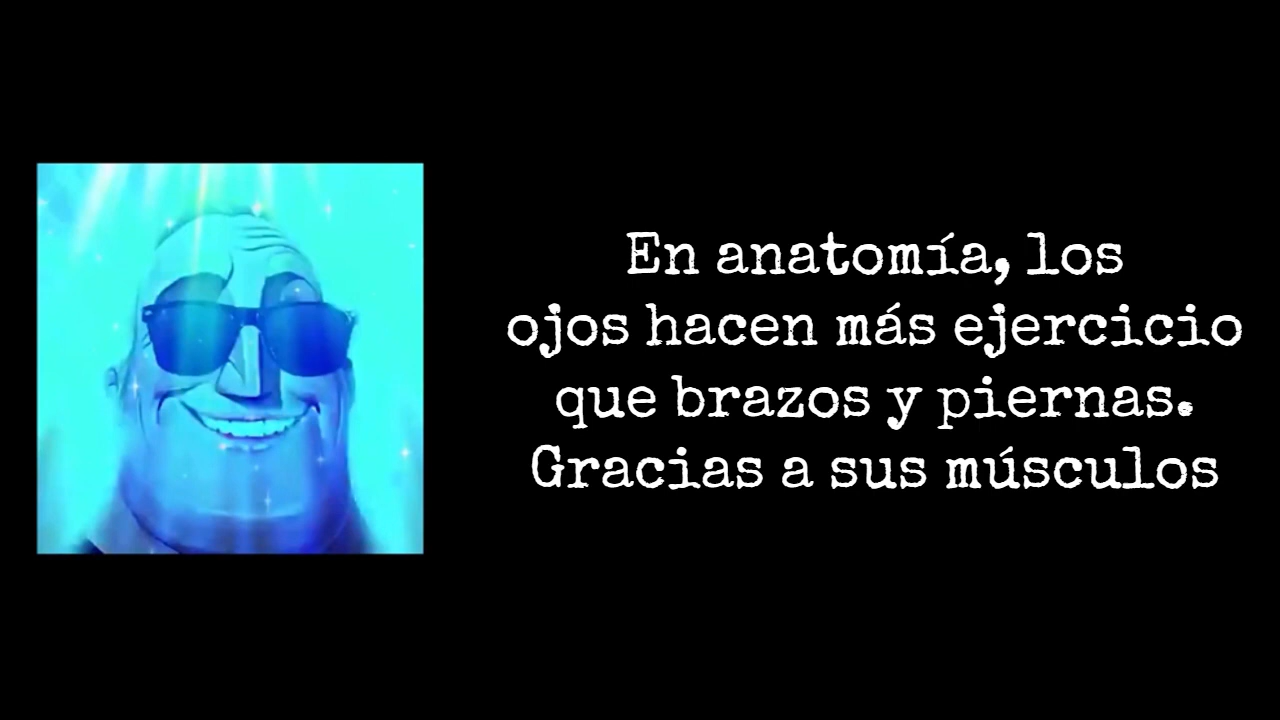 En anatomía, los
ojos hacen más ejercicio
que brazos y piernas.
Gracias a sus músculos